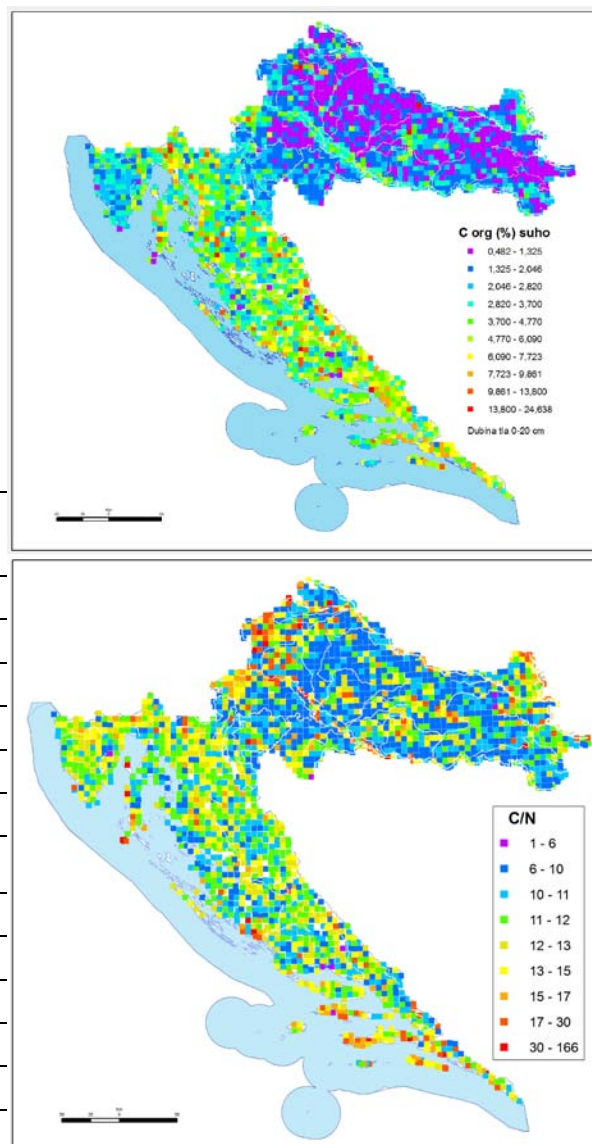 C org (%) suho
0,482 - 1,325
1,325 - 2,046
2,046 - 2,820
2,820 - 3,700
3,700 - 4,770
4,770 - 6,090
6,090 - 7,723
7,723 - 9,861
9,861 - 13,800
13,800 - 24,638
Dubina tla 0-20 cm
C/N
1 - 6
6 - 10
10 - 11
11 - 12
12 - 13
13 - 15
15 - 17
17 - 30
30 - 166